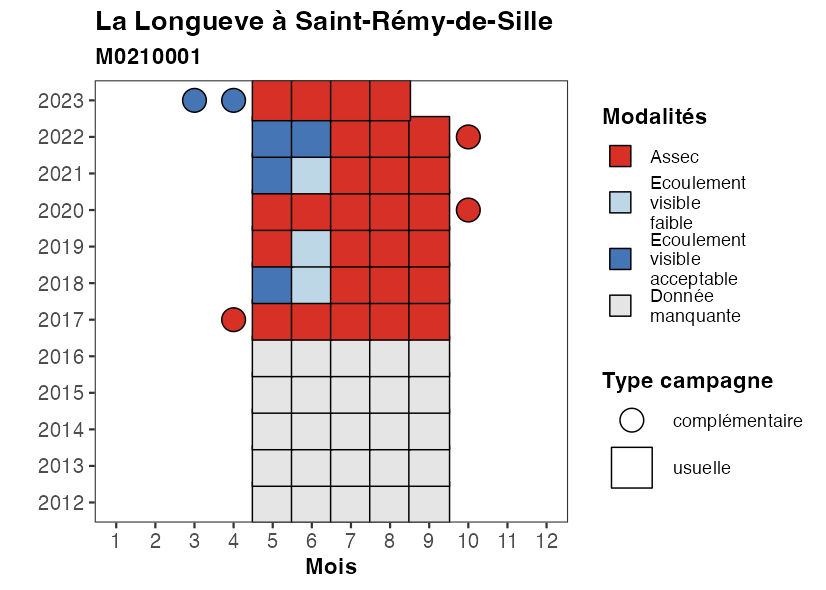 La Longueve à Saint-Rémy-de-Sille
M0210001
2023
2022
2021
2020
2019
2018
2017
2016
2015
2014
2013
2012
1 2 3 4 5 6 7 8 9 10 11 12
Mois
Modalités
Assec
Ecoulement
visible
faible
Ecoulement
visible
acceptable
Donnée
manquante
Type campagne
complémentaire
usuelle